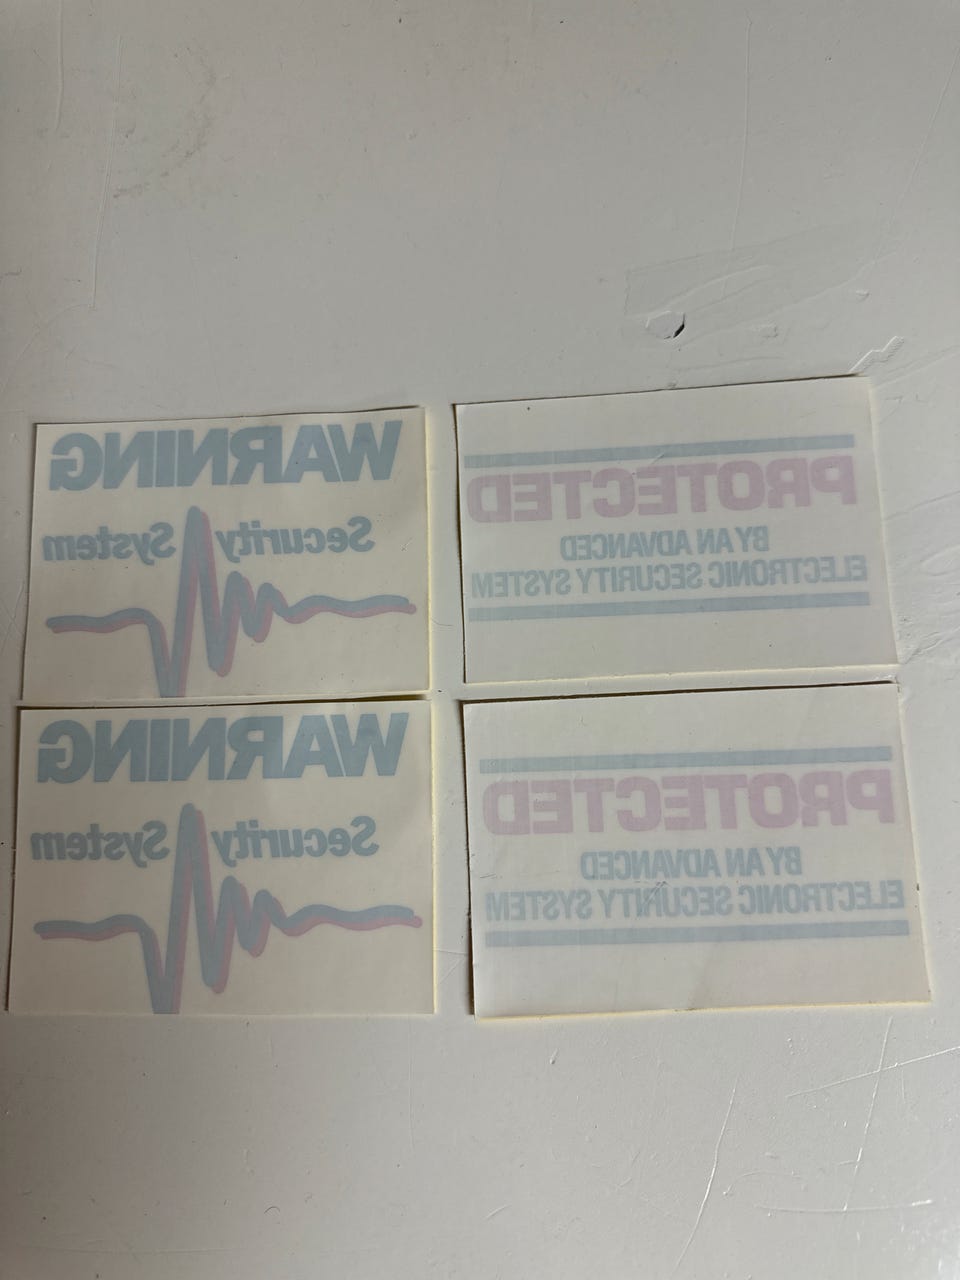 WARNING
Security System
PROTECTED
BY AN ADVANCED
ELECTRONIC SECURITY SYSTEM
WARNING
Security System
PROTECTED
BY AN ADVANCED
ELECTRONIC SECURITY SYSTEM